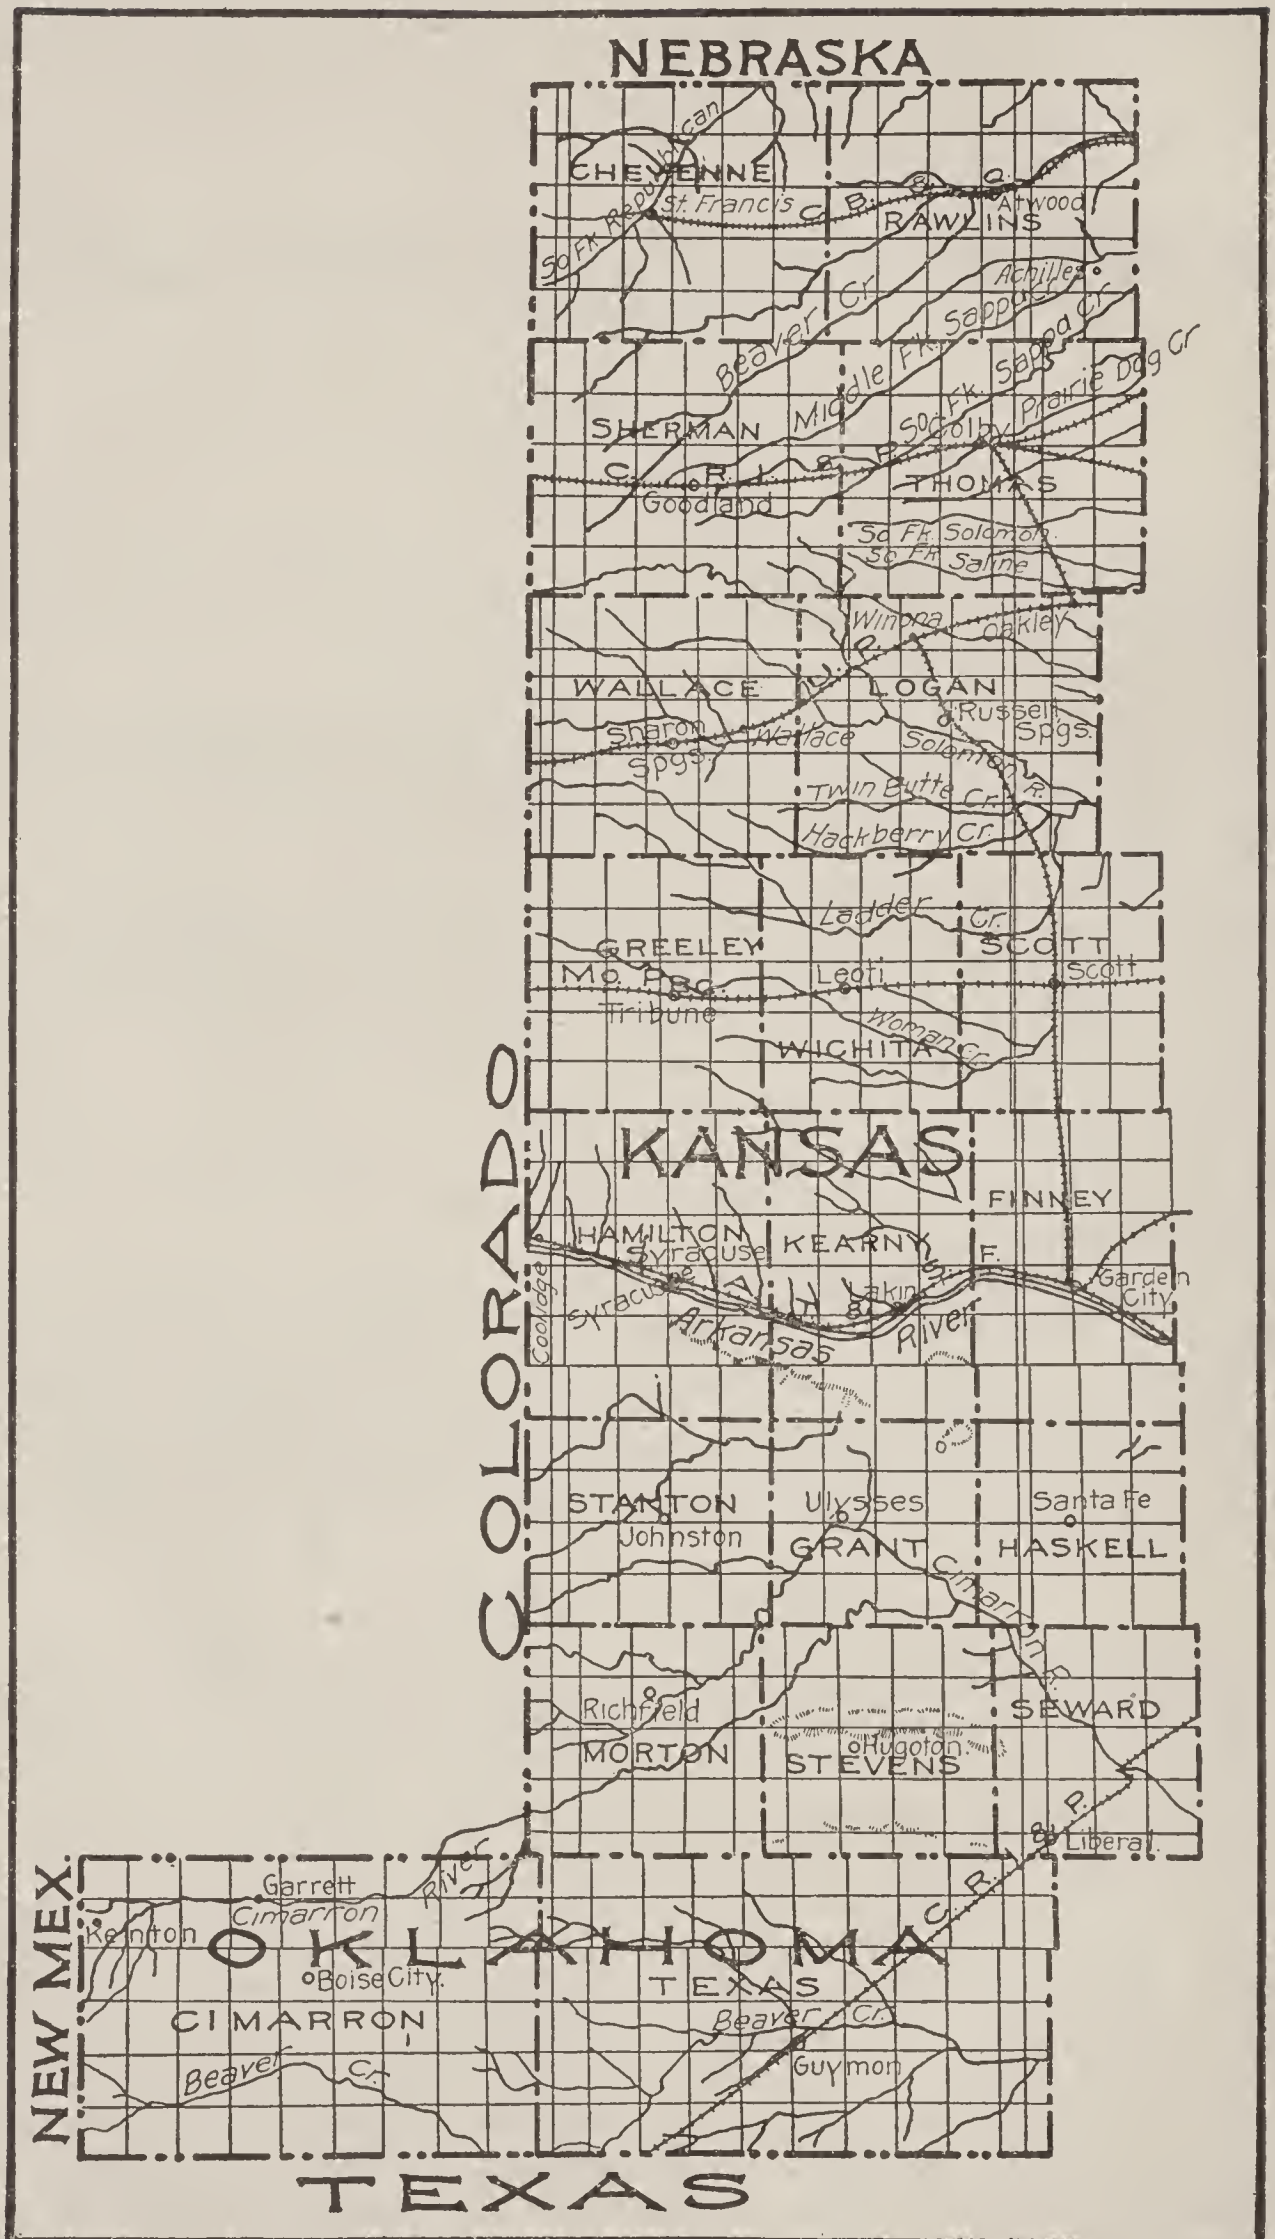 NEBRASKA
So Fk Republican
CHEYENNE
St. Francis
C. B. & Q.
Atwood
RAWLINS
Achilles
Beaver Cr.
Middle F'k. Sappa Cr.
So. Fk. Sappa Cr.
Prairie Dog Cr
SHERMAN
Colby
C. R. I. & P.
Goodland
THOMAS
So Fk Solomon
So Fk Saline
Winona
Oakley
U. P.
WALLACE
LOGAN
Russell
Spgs.
Sharon
Spgs.
Wallace
Solomon R.
Twin Butte Cr.
Hackberry Cr.
Ladder Cr.
GREELEY
SCOTT
Mo. P.
Leoti
Scott
Tribune
Woman Cr.
WICHITA
COLORADO
KANSAS
FINNEY
HAMILTON
KEARNY
Syracuse
Syracuse
A. T. & S. F.
Lakin
Garden
City
Coolidge
Arkansas River
STANTON
Ulysses
Santa Fe
Johnston
GRANT
HASKELL
Cimarron R.
Richfield
SEWARD
MORTON
Hugoton.
STEVENS
C. R. & P.
Liberal.
NEW MEX
River
Garrett
Cimarron
Kenton
OKLAHOMA
Boise City.
TEXAS
CIMARRON
Beaver Cr.
Beaver Cr.
Guymon
TEXAS